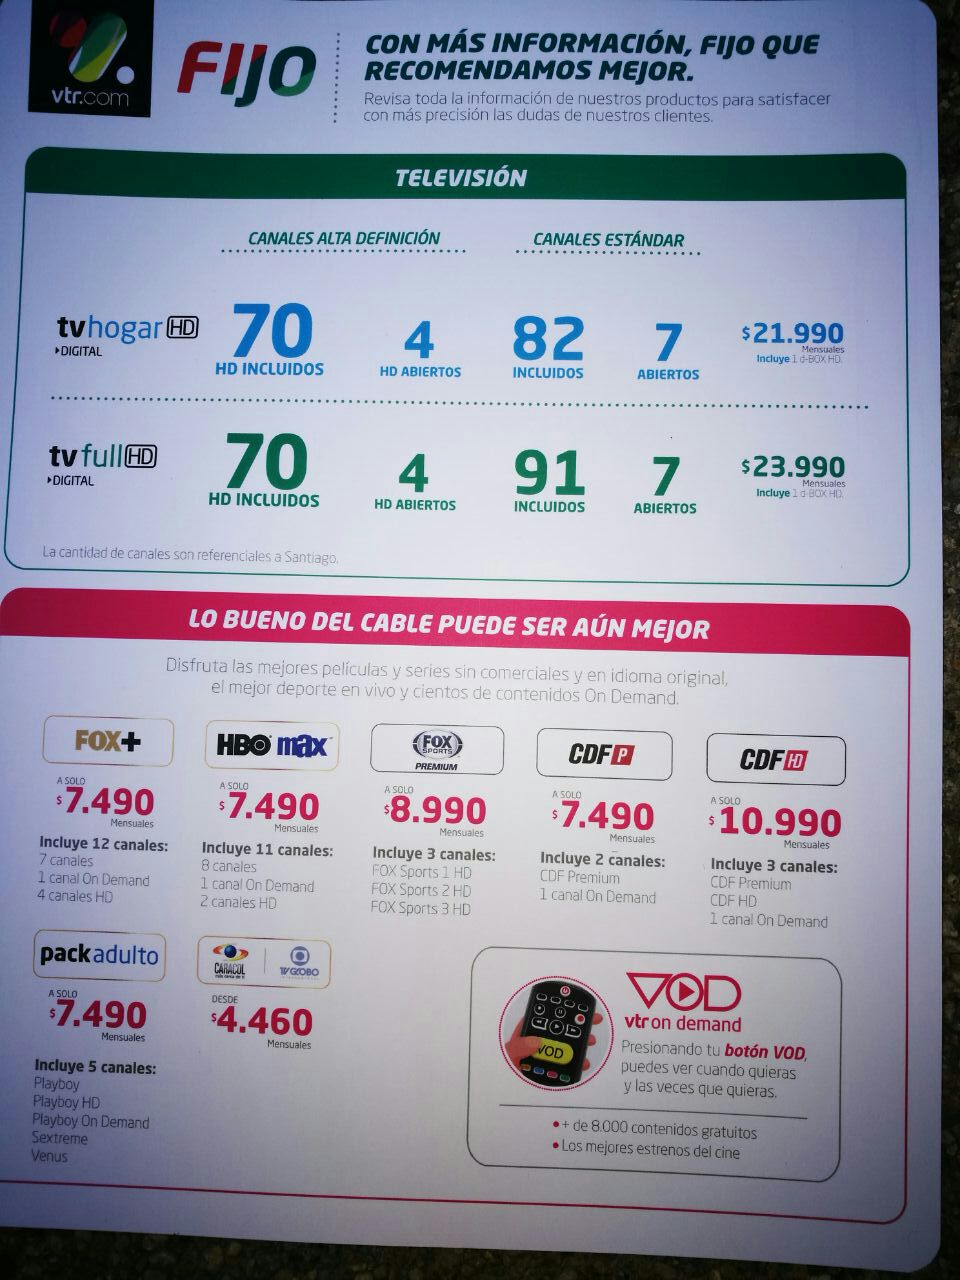 vtr.com
FIJO
CON MÁS INFORMACIÓN, FIJO QUE
RECOMENDAMOS MEJOR.
Revisa toda la información de nuestros productos para satisfacer
con más precisión las dudas de nuestros clientes.
TELEVISIÓN
CANALES ALTA DEFINICIÓN
CANALES ESTÁNDAR
tvhogar HD
DIGITAL
70
HD INCLUIDOS
4
HD ABIERTOS
82
INCLUIDOS
7
ABIERTOS
$21.990
Mensuales
Incluye 1 d-BOX HD.
tvfull HD
DIGITAL
70
HD INCLUIDOS
4
HD ABIERTOS
91
INCLUIDOS
7
ABIERTOS
$23.990
Mensuales
Incluye 1 d-BOX HD.
La cantidad de canales son referenciales a Santiago.
LO BUENO DEL CABLE PUEDE SER AÚN MEJOR
Disfruta las mejores películas y series sin comerciales y en idioma original,
el mejor deporte en vivo y cientos de contenidos On Demand.
FOX+
A SOLO
$7.490
Mensuales
Incluye 12 canales:
7 canales
1 canal On Demand
4 canales HD
HBO max
A SOLO
$7.490
Mensuales
Incluye 11 canales:
8 canales
1 canal On Demand
2 canales HD
FOX
SPORTS
PREMIUM
A SOLO
$8.990
Mensuales
Incluye 3 canales:
FOX Sports 1 HD
FOX Sports 2 HD
FOX Sports 3 HD
CDF P
A SOLO
$7.490
Mensuales
Incluye 2 canales:
CDF Premium
1 canal On Demand
CDF HD
A SOLO
$10.990
Mensuales
Incluye 3 canales:
CDF Premium
CDF HD
1 canal On Demand
packadulto
A SOLO
$7.490
Mensuales
Incluye 5 canales:
Playboy
Playboy HD
Playboy On Demand
Sextreme
Venus
CARACOL
TV GLOBO
DESDE
$4.460
Mensuales
VOD
VOD
vtr on demand
Presionando tu botón VOD,
puedes ver cuando quieras
y las veces que quieras.
• + de 8.000 contenidos gratuitos
• Los mejores estrenos del cine